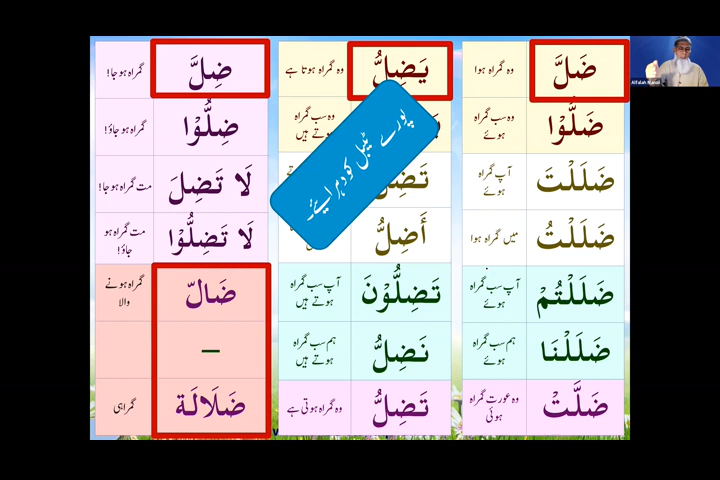 ضَلَّ
وہ گمراہ ہوا
يَضِلُّ
وہ گمراہ ہوتا ہے
ضِلَّ
گمراہ ہو جا!
ضَلُّوْا
وہ سب گمراہ
ہوئے
وہ سب گمراہ
ہوتے ہیں
ضِلُّوْا
گمراہ ہو جاؤ!
ضَلَلْتَ
آپ گمراہ
ہوئے
تَضِلُّ
لَا تَضِلَ
مت گمراہ ہو جا!
ضَلَلْتُ
میں گمراہ ہوا
أَضِلُّ
لَا تَضِلُّوْا
مت گمراہ ہو
جاؤ!
ضَلَلْتُمْ
آپ سب گمراہ
ہوئے
تَضِلُّوْنَ
آپ سب گمراہ
ہوتے ہیں
ضَالّ
گمراہ ہونے
والا
ضَلَلْنَا
ہم سب گمراہ
ہوئے
نَضِلُّ
ہم سب گمراہ
ہوتے ہیں
–
ضَلَّتْ
وہ عورت گمراہ
ہوئی
تَضِلُّ
وہ گمراہ ہوتی ہے
ضَلَالَة
گمراہی
پورے ٹیبل کو دہرائیے!